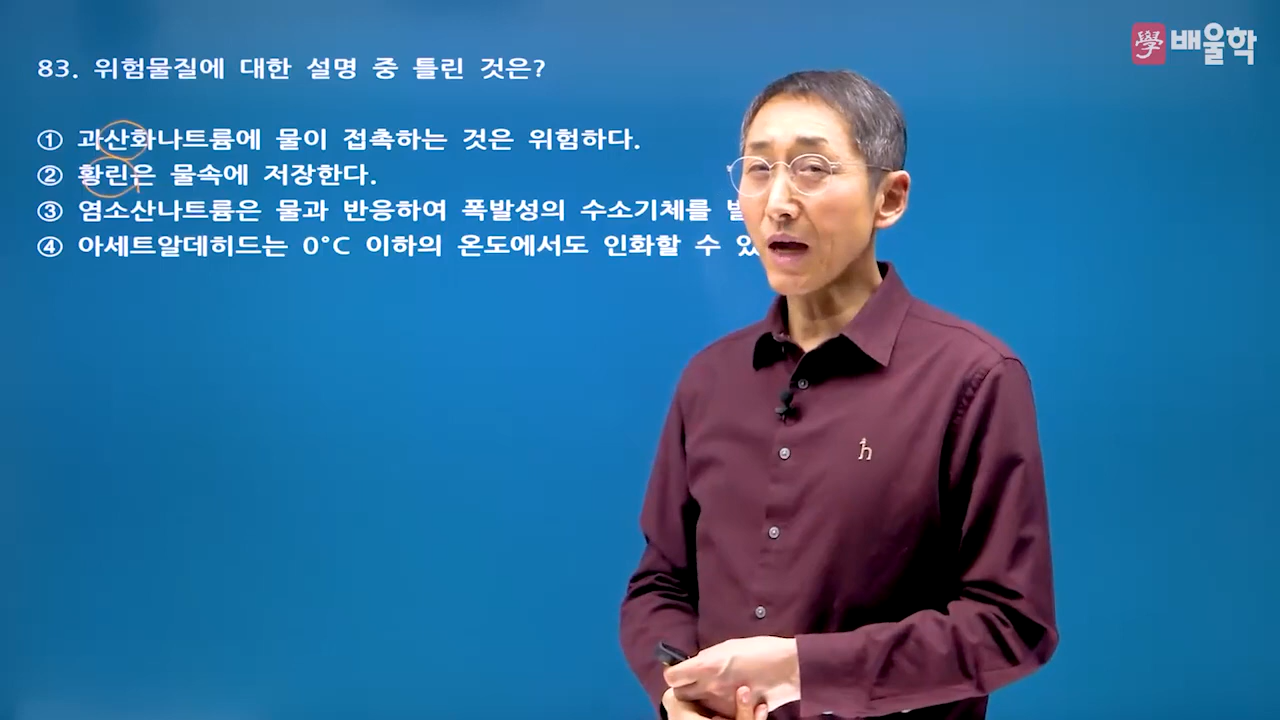 學 배울학
83. 위험물질에 대한 설명 중 틀린 것은?
① 과산화나트륨에 물이 접촉하는 것은 위험하다.
② 황린은 물속에 저장한다.
③ 염소산나트륨은 물과 반응하여 폭발성의 수소기체를
④ 아세트알데히드는 0°C 이하의 온도에서도 인화할 수